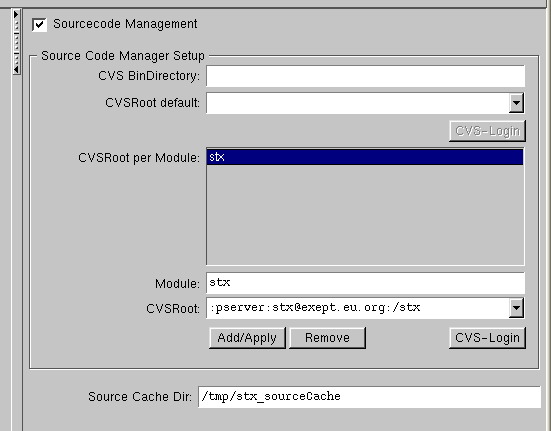 Sourcecode Management
Source Code Manager Setup
CVS BinDirectory:
CVSRoot default:
CVS-Login
CVSRoot per Module: stx
Module: stx
CVSRoot: :pserver:stx@exept.eu.org:/stx
Add/Apply Remove CVS-Login
Source Cache Dir: /tmp/stx_sourceCache